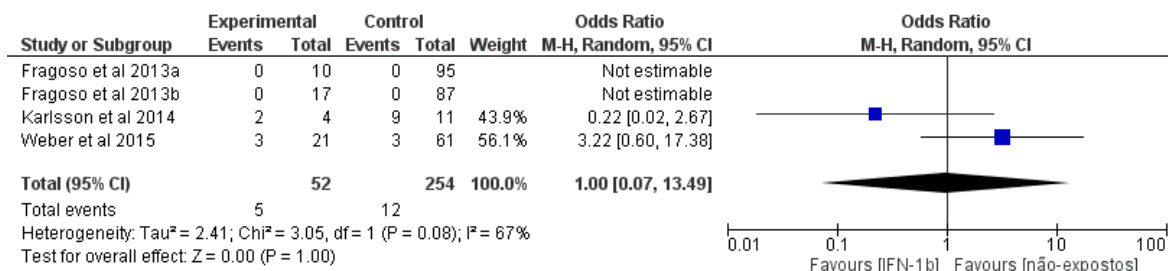 Experimental Control Odds Ratio Odds Ratio
Study or Subgroup Events Total Events Total Weight M-H, Random, 95% CI M-H, Random, 95% CI
Fragoso et al 2013a 0 10 0 95 Not estimable
Fragoso et al 2013b 0 17 0 87 Not estimable
Karlsson et al 2014 2 4 9 11 43.9% 0.22 [0.02, 2.67]
Weber et al 2015 3 21 3 61 56.1% 3.22 [0.60, 17.38]
Total (95% CI) 52 254 100.0% 1.00 [0.07, 13.49]
Total events 5 12
Heterogeneity: Tau² = 2.41; Chi² = 3.05, df = 1 (P = 0.08); I² = 67%
Test for overall effect: Z = 0.00 (P = 1.00)
0.01 0.1 1 10 100
Favours [IFN-1b] Favours [não-expostos]